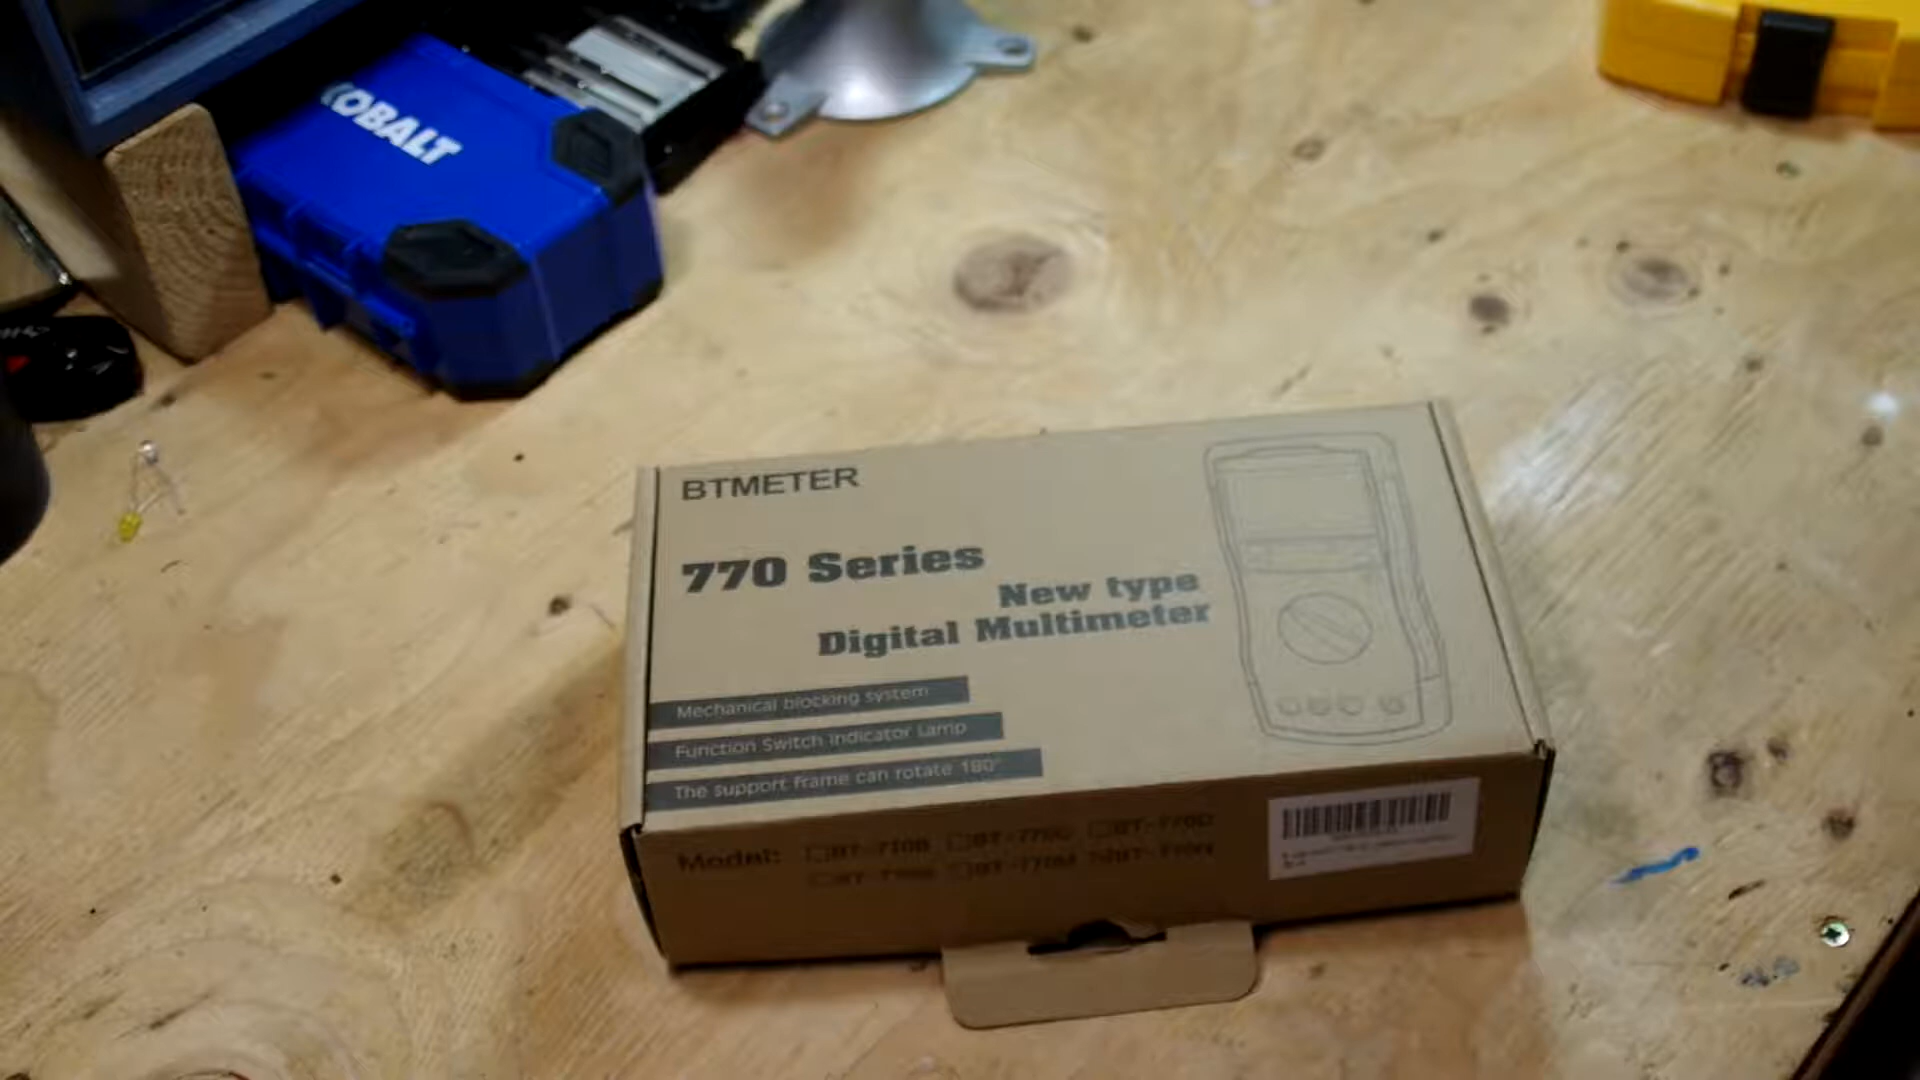 COBALT
BTMETER
770 Series
New type
Digital Multimeter
Mechanical blocking system
Function Switch Indicator Lamp
The support frame can rotate 180°
Model: